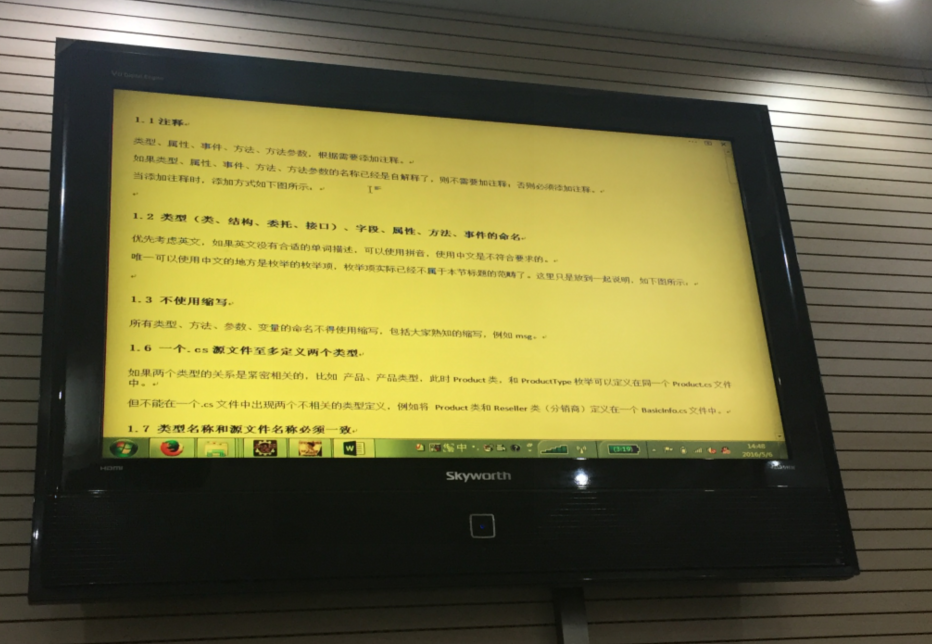 1.1 注释
类型、属性、事件、方法、方法参数，根据需要添加注释。
如果类型、属性、事件、方法、方法参数的名称已经是自解释了，则不需要加注释；否则必须添加注释。
当添加注释时，添加方式如下图所示。
1.2 类型（类、结构、委托、接口）、字段、属性、方法、事件的命名
优先考虑英文，如果英文没有合适的单词描述，可以使用拼音，使用中文是不符合要求的。
唯一可以使用中文的地方是枚举的枚举项，枚举项实际已经不属于本节标题的范畴了。这里只是放到一起说明，如下图所示。
1.3 不使用缩写
所有类型、方法、参数、变量的命名不得使用缩写，包括大家熟知的缩写，例如 msg。
1.6 一个.cs 源文件至多定义两个类型
如果两个类型的关系是紧密相关的，比如 产品、产品类型，此时 Product 类，和 ProductType 枚举可以定义在同一个 Product.cs 文件
中。
但不能在一个.cs 文件中出现两个不相关的类型定义，例如将 Product 类和 Reseller 类（分销商）定义在一个 BasicInfo.cs 文件中。
1.7 类型名称和源文件名称必须一致
中
14:48
Skyworth
HDMI